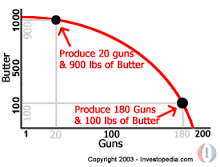 1000
900
Butter
Produce 20 guns
& 900 lbs of Butter
Produce 180 Guns
& 100 lbs of Butter
100
0
20
100
180
200
Guns
Copyright 2003 - Investopedia.com